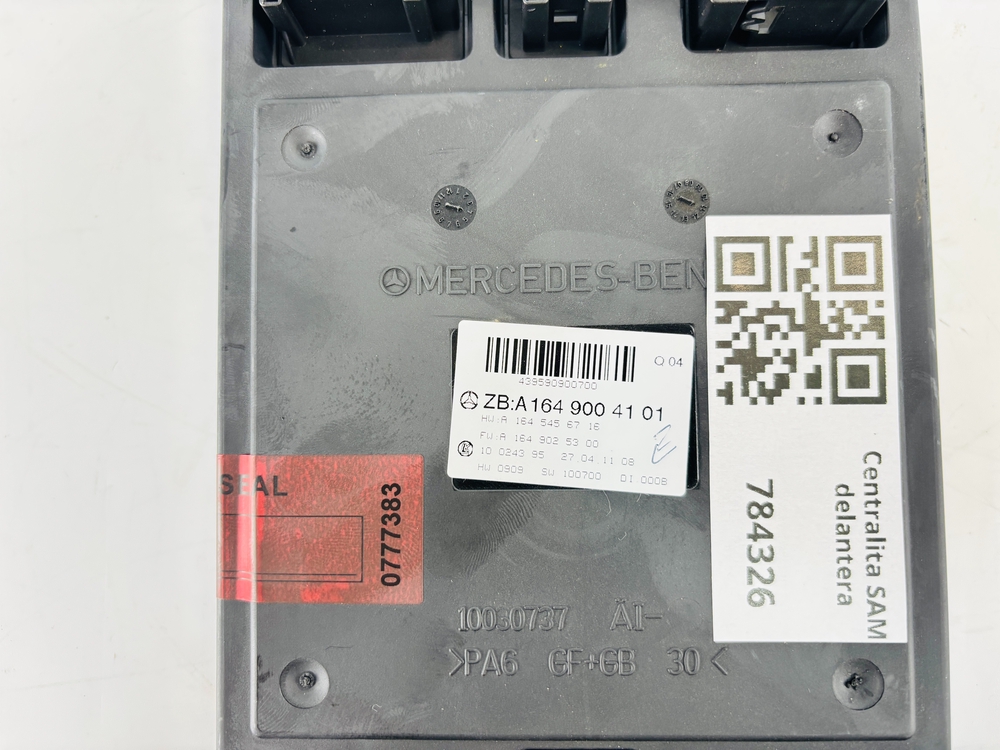 MERCEDES-BEN
Q 04
439590900700
ZB:A 164 900 41 01
HW:A 164 545 67 16
FW:A 164 902 53 00
10 0243 95 27 04 11 08
HW 0909 SW 100700 01 0008
SEAL
0777383
Centralita SAM
delantera
784326
10030737 ÄI-
>PA6 GF+GB 30<